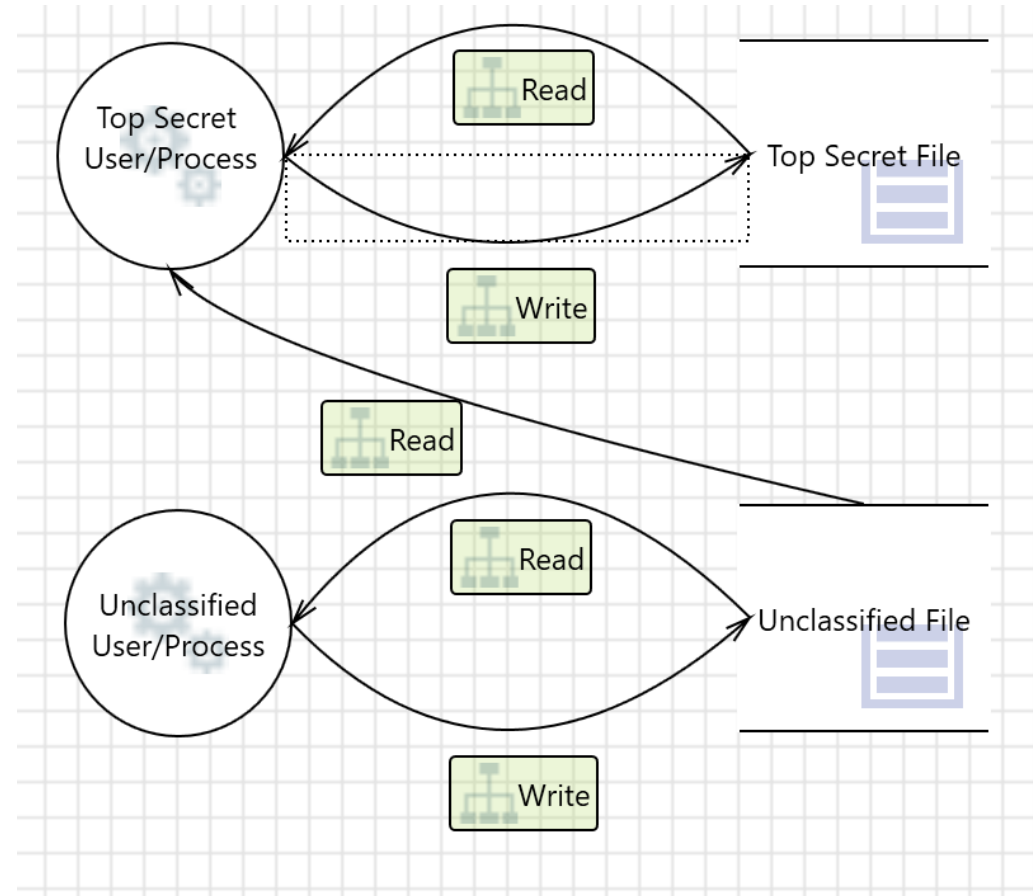 Read
Top Secret
User/Process
Top Secret File
Write
Read
Read
Unclassified
User/Process
Unclassified File
Write